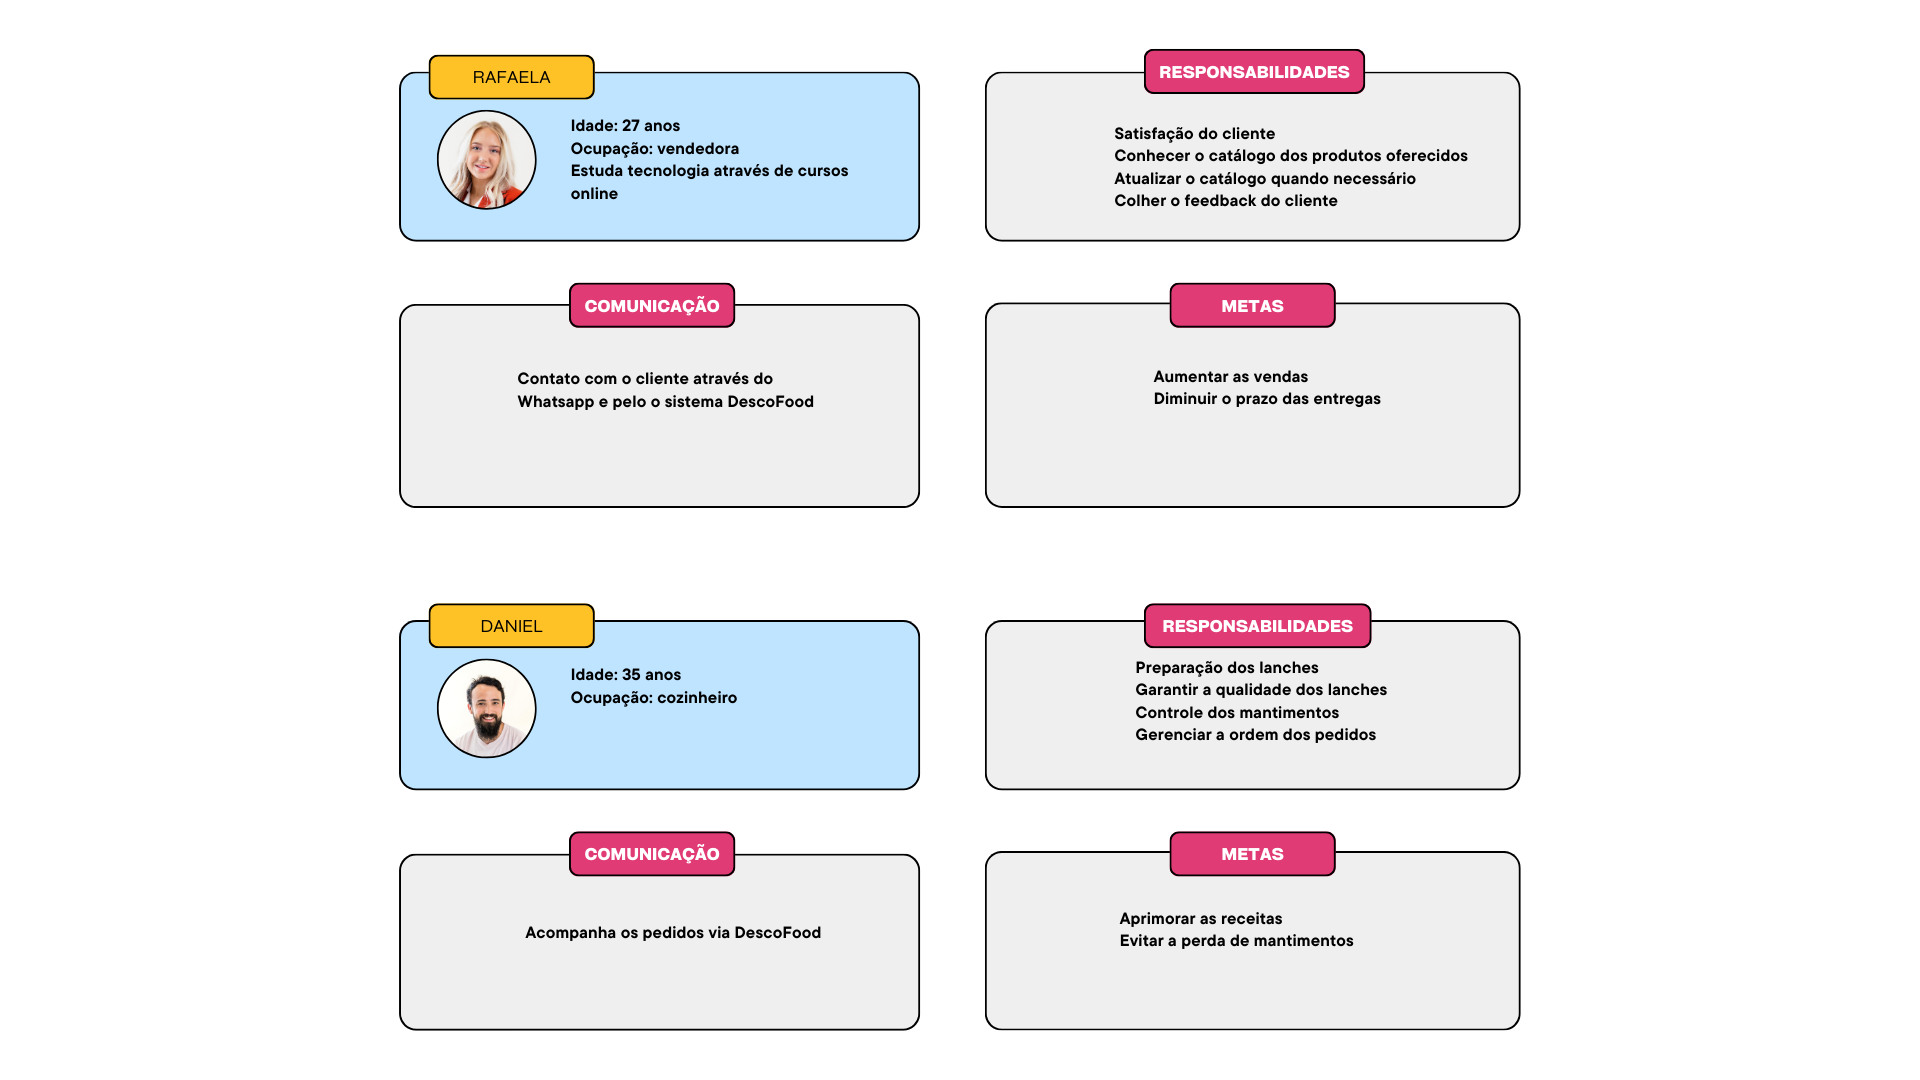 RAFAELA
Idade: 27 anos
Ocupação: vendedora
Estuda tecnologia através de cursos
online
RESPONSABILIDADES
Satisfação do cliente
Conhecer o catálogo dos produtos oferecidos
Atualizar o catálogo quando necessário
Colher o feedback do cliente
COMUNICAÇÃO
Contato com o cliente através do
Whatsapp e pelo o sistema DescoFood
METAS
Aumentar as vendas
Diminuir o prazo das entregas
DANIEL
Idade: 35 anos
Ocupação: cozinheiro
RESPONSABILIDADES
Preparação dos lanches
Garantir a qualidade dos lanches
Controle dos mantimentos
Gerenciar a ordem dos pedidos
COMUNICAÇÃO
Acompanha os pedidos via DescoFood
METAS
Aprimorar as receitas
Evitar a perda de mantimentos